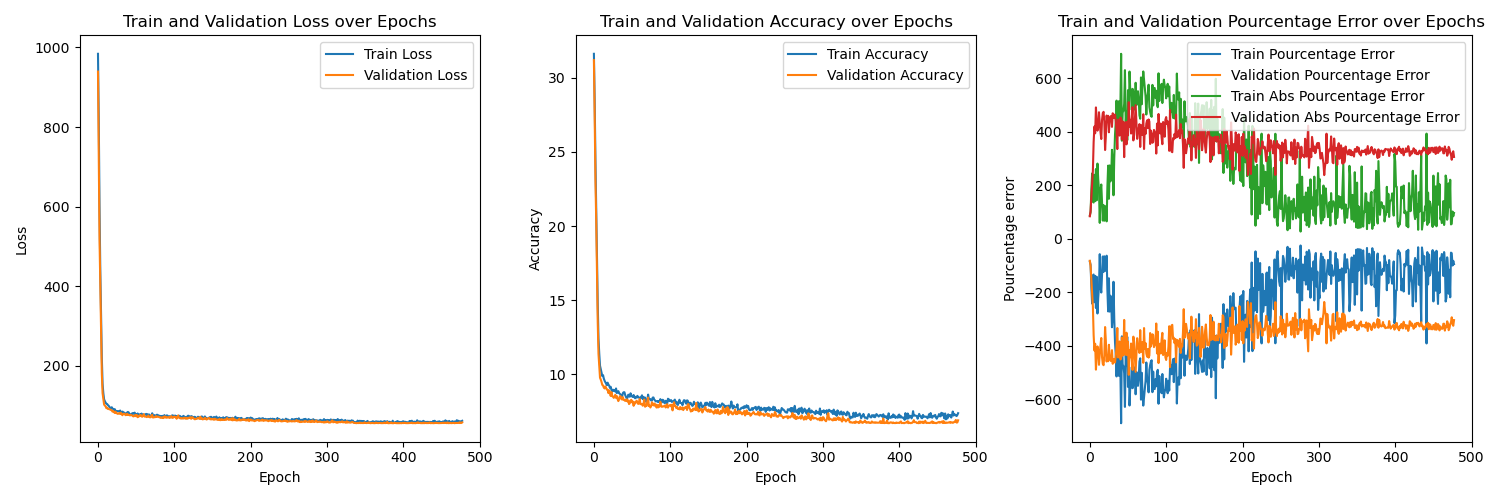 Train and Validation Loss over Epochs
1000
800
600
400
200
Loss
0
100
200
300
400
500
Epoch
Train Loss
Validation Loss
Train and Validation Accuracy over Epochs
30
25
20
15
10
Accuracy
0
100
200
300
400
500
Epoch
Train Accuracy
Validation Accuracy
Train and Validation Pourcentage Error over Epochs
600
400
200
0
−200
−400
−600
Pourcentage error
0
100
200
300
400
500
Epoch
Train Pourcentage Error
Validation Pourcentage Error
Train Abs Pourcentage Error
Validation Abs Pourcentage Error